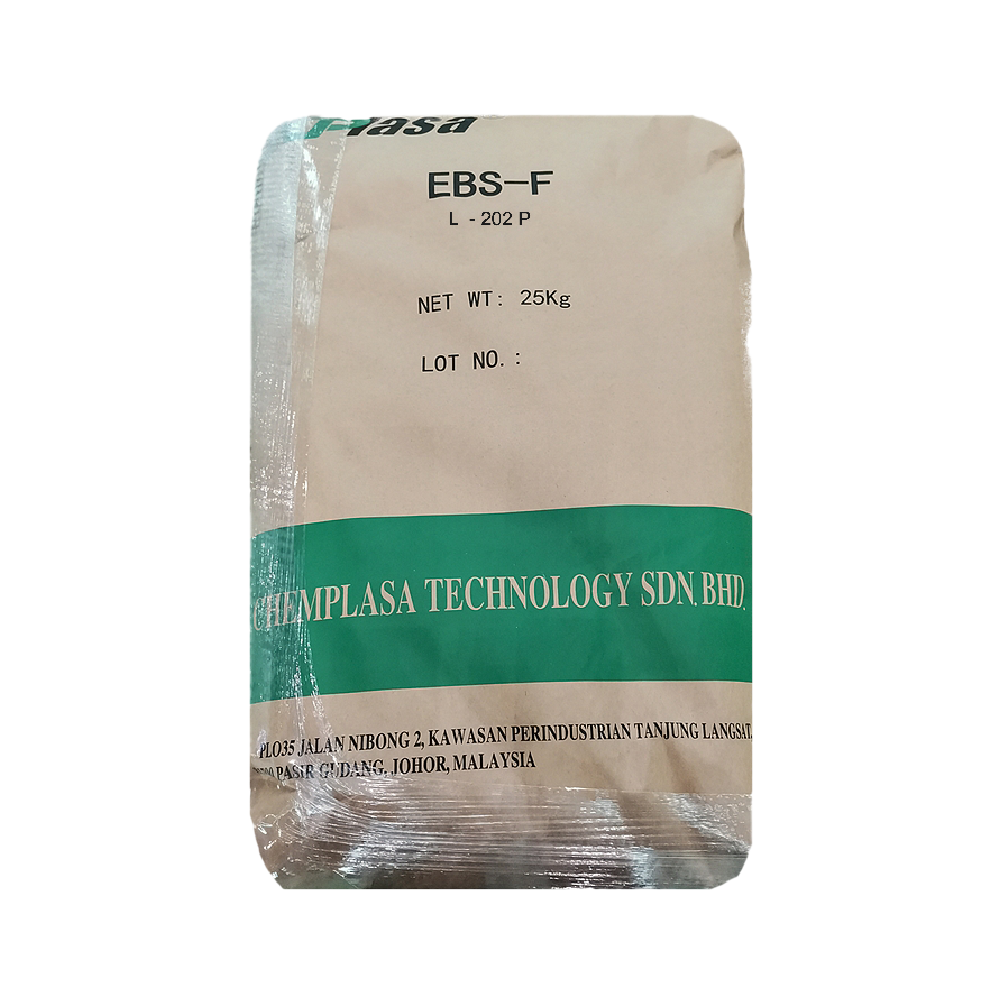 EBS-F
L - 202 P
NET WT: 25Kg
LOT NO.:
CHEMPLASA TECHNOLOGY SDN. BHD.
PLO35 JALAN NIBONG 2, KAWASAN PERINDUSTRIAN TANJUNG LANGSAT,
PASIR GUDANG, JOHOR, MALAYSIA